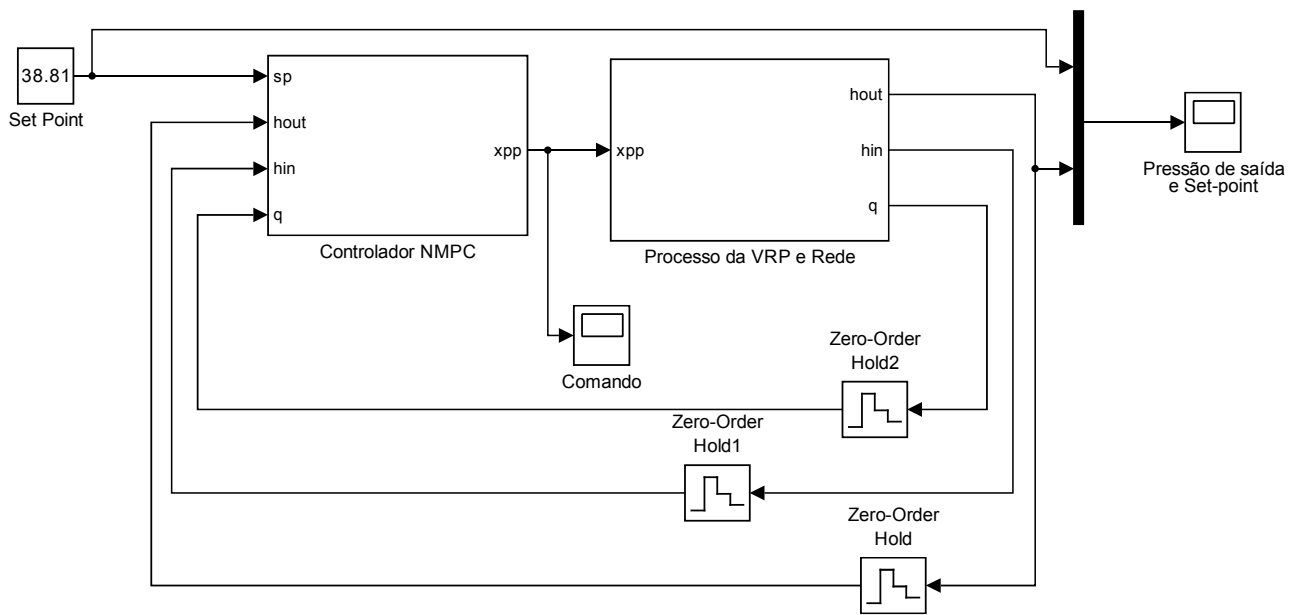 38.81
Set Point
sp
hout
hin
q
xpp
Controlador NMPC
xpp
hout
hin
q
Processo da VRP e Rede
Pressão de saída
e Set-point
Comando
Zero-Order
Hold2
Zero-Order
Hold1
Zero-Order
Hold